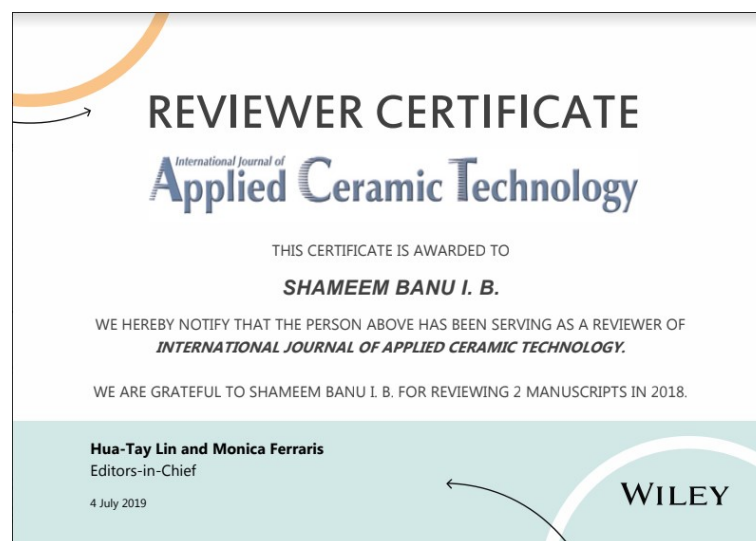 REVIEWER CERTIFICATE
International Journal of
Applied Ceramic Technology
THIS CERTIFICATE IS AWARDED TO
SHAMEEM BANU I. B.
WE HEREBY NOTIFY THAT THE PERSON ABOVE HAS BEEN SERVING AS A REVIEWER OF
INTERNATIONAL JOURNAL OF APPLIED CERAMIC TECHNOLOGY.
WE ARE GRATEFUL TO SHAMEEM BANU I. B. FOR REVIEWING 2 MANUSCRIPTS IN 2018.
Hua-Tay Lin and Monica Ferraris
Editors-in-Chief
4 July 2019
WILEY